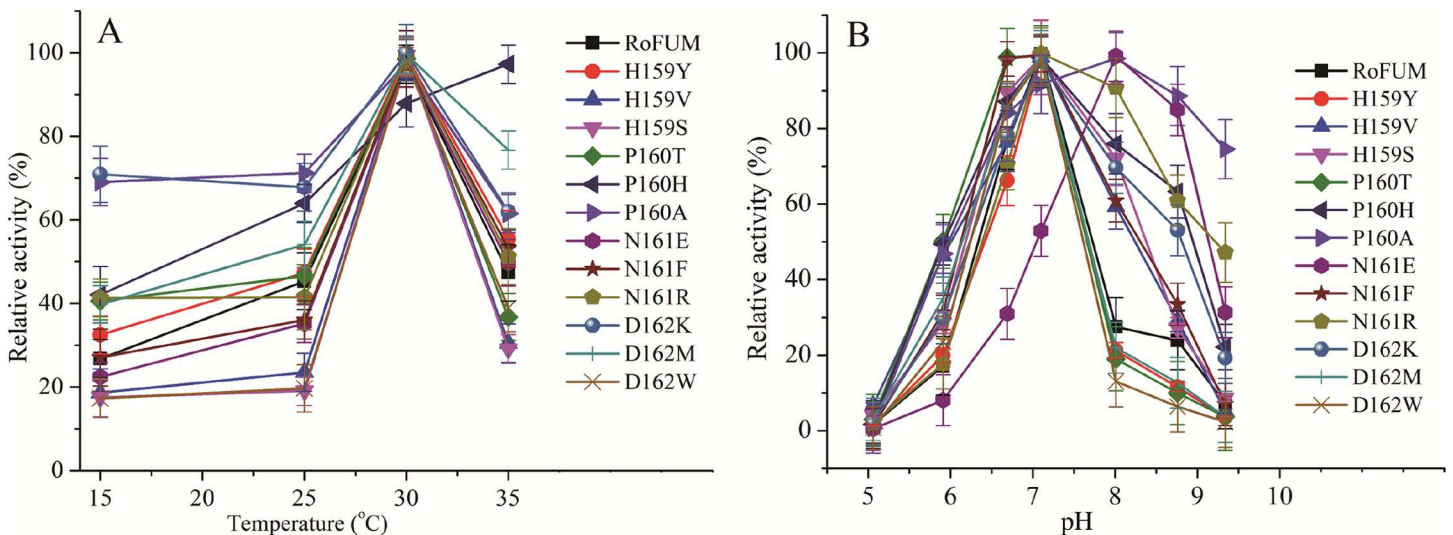 A
Relative activity (%)
100
80
60
40
20
0
15
20
25
30
35
Temperature (°C)
RoFUM
H159Y
H159V
H159S
P160T
P160H
P160A
N161E
N161F
N161R
D162K
D162M
D162W
B
Relative activity (%)
100
80
60
40
20
0
5
6
7
8
9
10
pH
RoFUM
H159Y
H159V
H159S
P160T
P160H
P160A
N161E
N161F
N161R
D162K
D162M
D162W